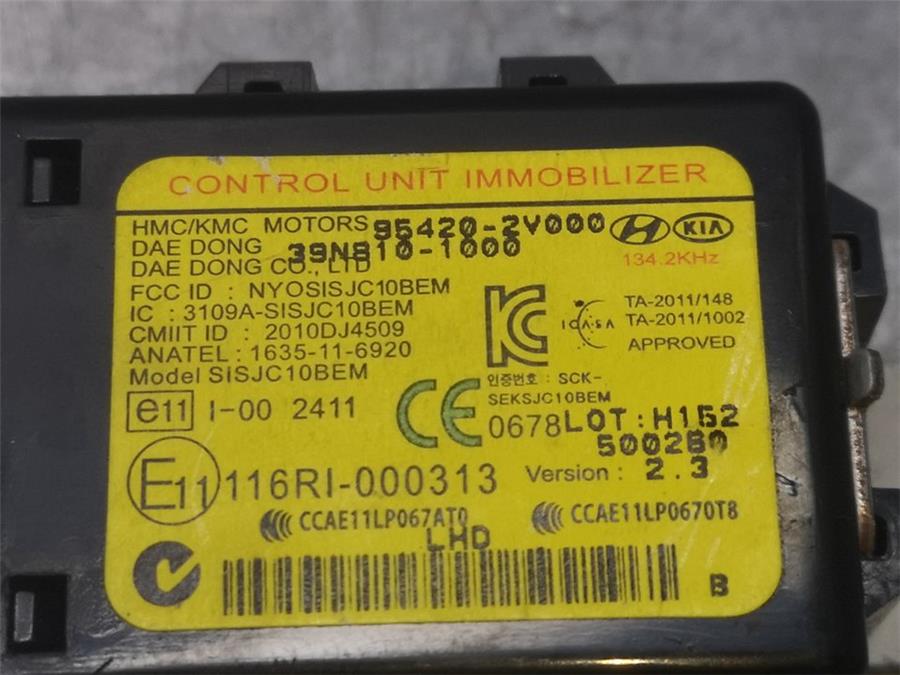 CONTROL UNIT IMMOBILIZER
HMC/KMC MOTORS 95420-2V000
KIA
DAE DONG 39N810-1000
DAE DONG CO., LTD
134.2KHz
FCC ID : NYOSISJC10BEM
IC : 3109A-SISJC10BEM
CMIIT ID : 2010DJ4509
ANATEL : 1635-11-6920
Model SISJC10BEM
ICASA
TA-2011/148
TA-2011/1002
APPROVED
인증번호 : SCK-
SEKSJC10BEM
e11 I-00 2411
CE 0678 LOT:H152
500280
E11 116RI-000313
Version : 2.3
CCAE11LP067AT0
CCAE11LP0670T8
LHD
B